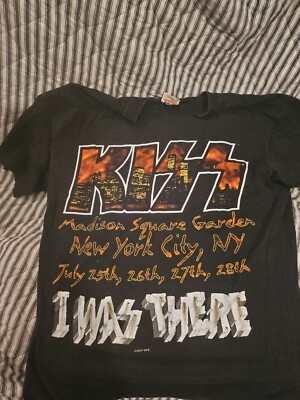 KISS
Madison Square Garden
New York City, NY
July 25th, 26th, 27th, 28th
I WAS THERE